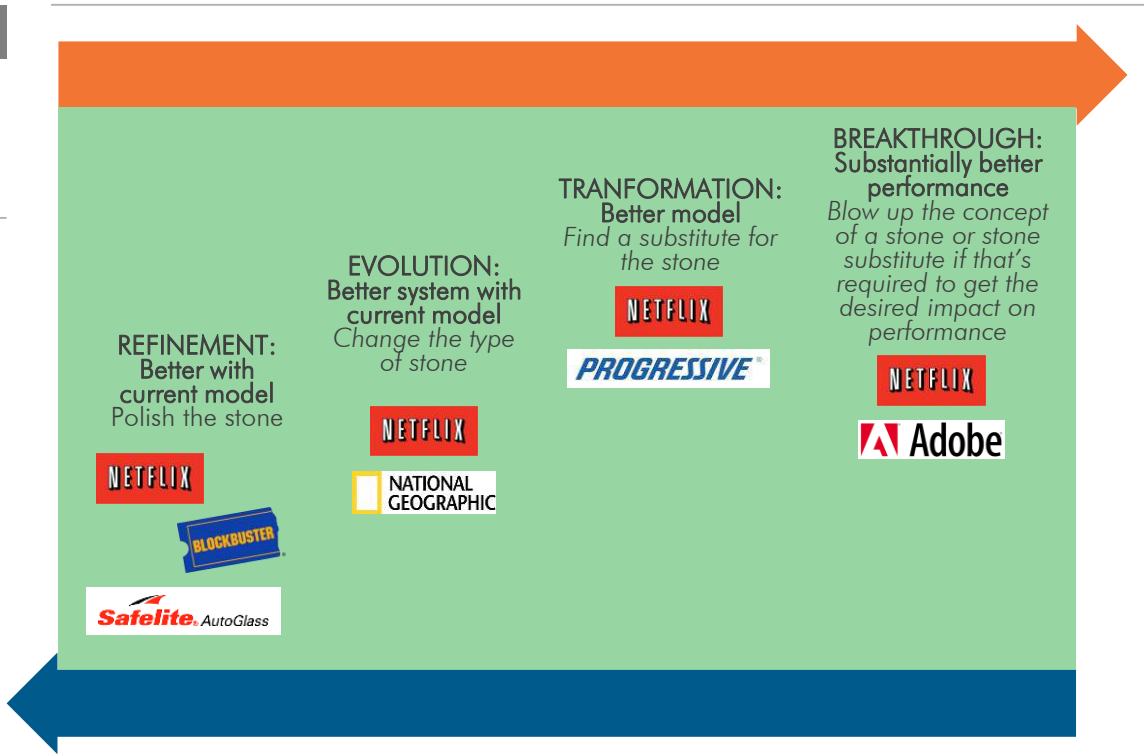 REFINEMENT:
Better with
current model
Polish the stone
NETFLIX
BLOCKBUSTER®
Safelite® AutoGlass
EVOLUTION:
Better system with
current model
Change the type
of stone
NETFLIX
NATIONAL
GEOGRAPHIC
TRANFORMATION:
Better model
Find a substitute for
the stone
NETFLIX
PROGRESSIVE®
BREAKTHROUGH:
Substantially better
performance
Blow up the concept
of a stone or stone
substitute if that's
required to get the
desired impact on
performance
NETFLIX
Adobe